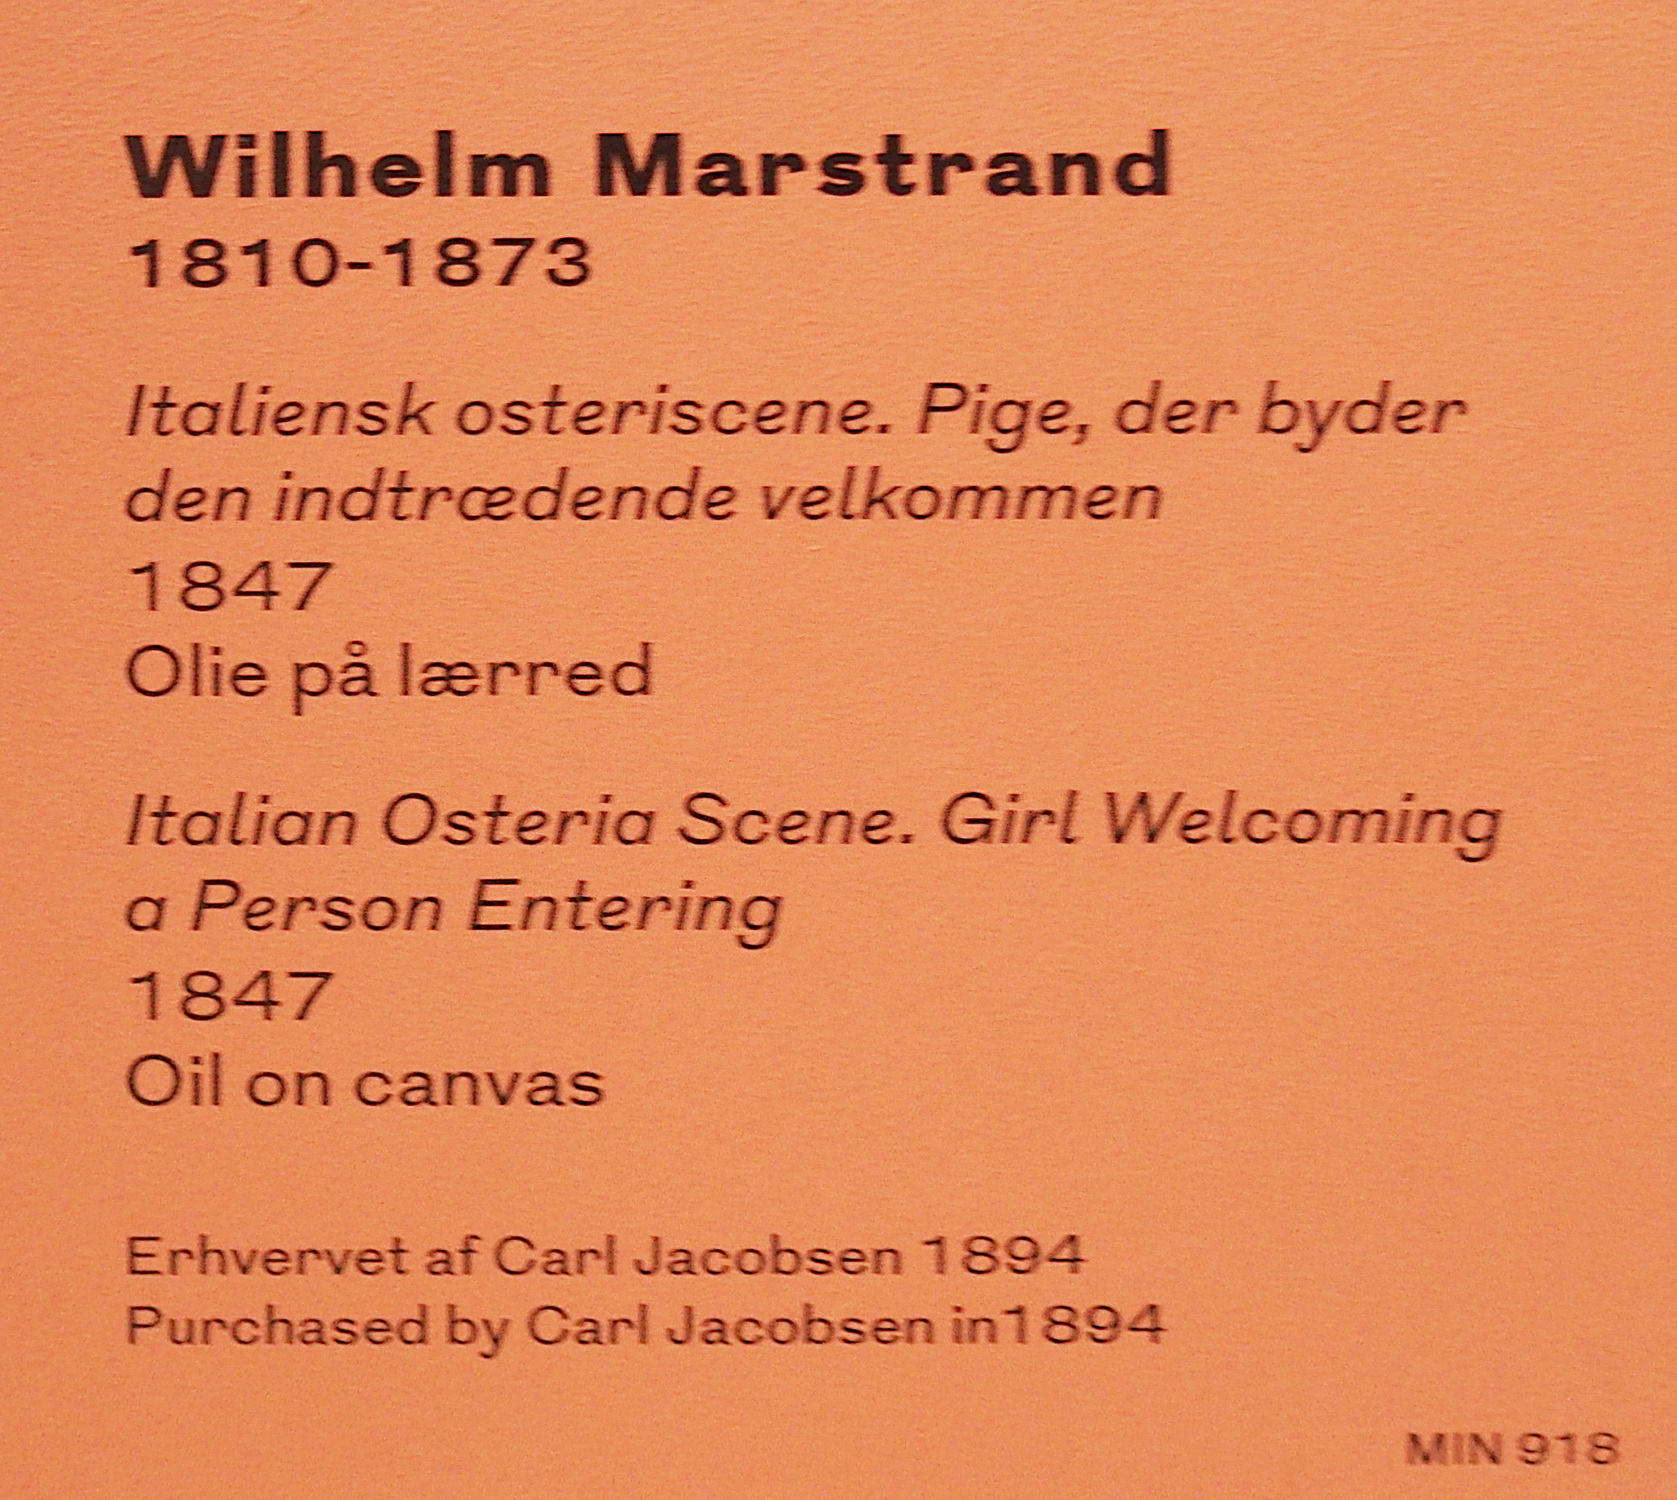 Wilhelm Marstrand
1810-1873
Italiensk osteriscene. Pige, der byder
den indtrædende velkommen
1847
Olie på lærred
Italian Osteria Scene. Girl Welcoming
a Person Entering
1847
Oil on canvas
Erhvervet af Carl Jacobsen 1894
Purchased by Carl Jacobsen in1894
MIN 918